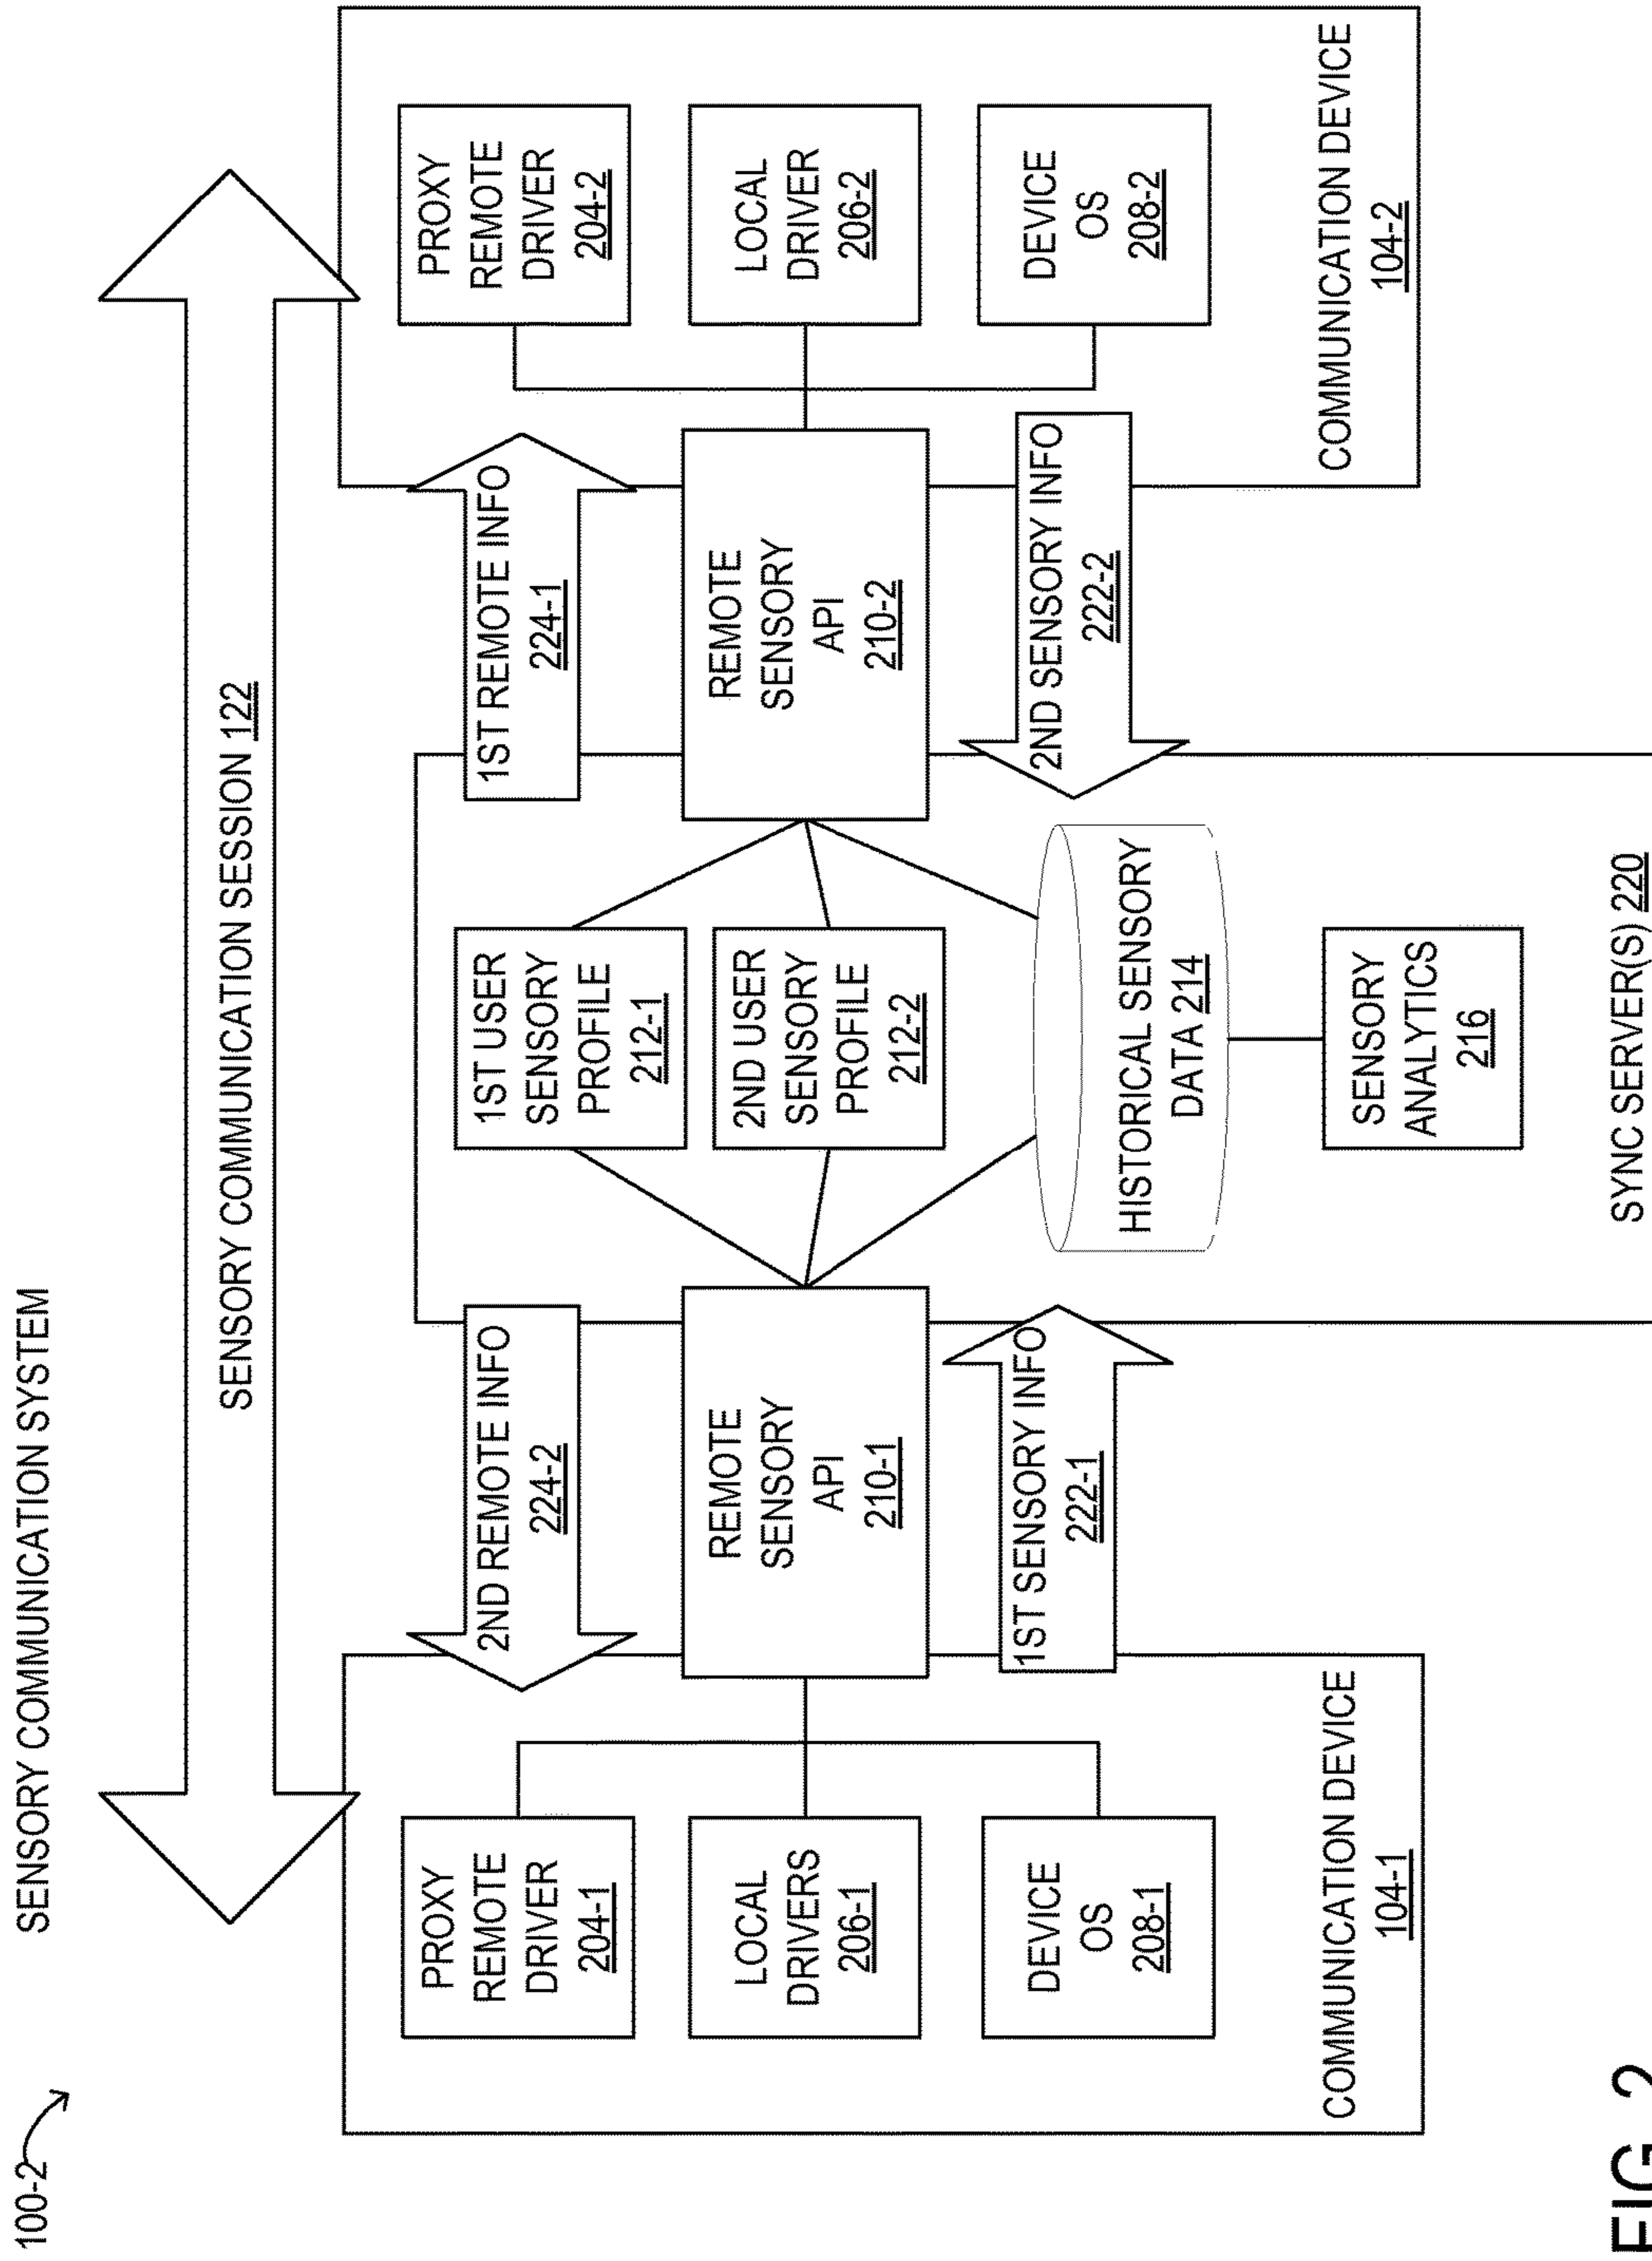 100-2
SENSORY COMMUNICATION SYSTEM
SENSORY COMMUNICATION SESSION 122
PROXY
REMOTE
DRIVER
204-1
LOCAL
DRIVERS
206-1
DEVICE
OS
208-1
COMMUNICATION DEVICE
104-1
2ND REMOTE INFO
224-2
REMOTE
SENSORY
API
210-1
1ST SENSORY INFO
222-1
1ST USER
SENSORY
PROFILE
212-1
2ND USER
SENSORY
PROFILE
212-2
HISTORICAL SENSORY
DATA 214
SENSORY
ANALYTICS
216
SYNC SERVER(S) 220
1ST REMOTE INFO
224-1
REMOTE
SENSORY
API
210-2
2ND SENSORY INFO
222-2
PROXY
REMOTE
DRIVER
204-2
LOCAL
DRIVER
206-2
DEVICE
OS
208-2
COMMUNICATION DEVICE
104-2
FIG. 2